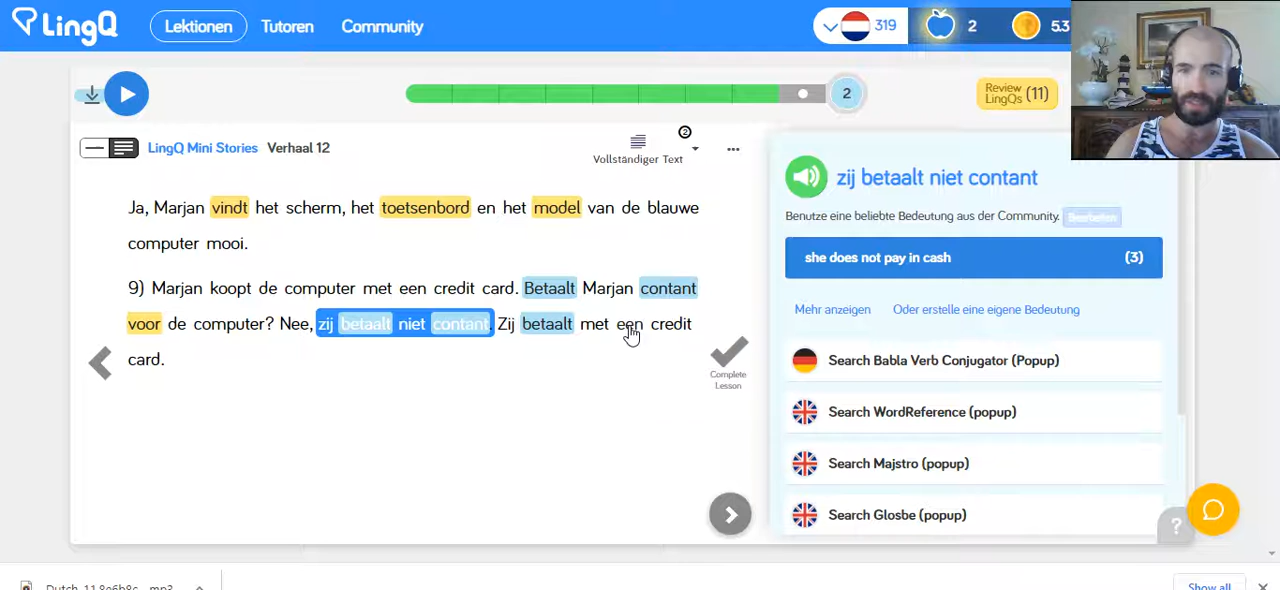 LingQ
Lektionen
Tutoren
Community
319
2
5.3
2
Review
LingQs (11)
LingQ Mini Stories Verhaal 12
2
Vollständiger Text
Ja, Marjan vindt het scherm, het toetsenbord en het model van de blauwe
computer mooi.
9) Marjan koopt de computer met een credit card. Betaalt Marjan contant
voor de computer? Nee, zij betaalt niet contant. Zij betaalt met een credit
card.
Complete
Lesson
zij betaalt niet contant
Benutze eine beliebte Bedeutung aus der Community. Bearbeiten
she does not pay in cash (3)
Mehr anzeigen Oder erstelle eine eigene Bedeutung
Search Babla Verb Conjugator (Popup)
Search WordReference (popup)
Search Majstro (popup)
Search Glosbe (popup)
?
Show all